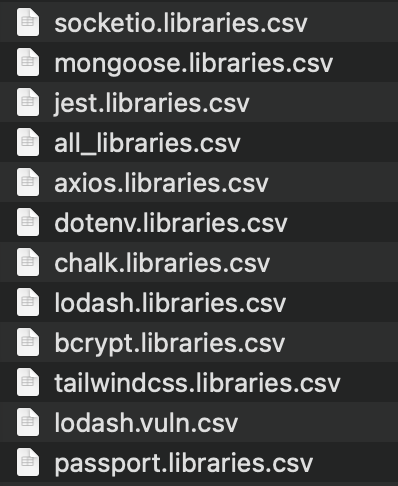 socketio.libraries.csv
mongoose.libraries.csv
jest.libraries.csv
all_libraries.csv
axios.libraries.csv
dotenv.libraries.csv
chalk.libraries.csv
lodash.libraries.csv
bcrypt.libraries.csv
tailwindcss.libraries.csv
lodash.vuln.csv
passport.libraries.csv